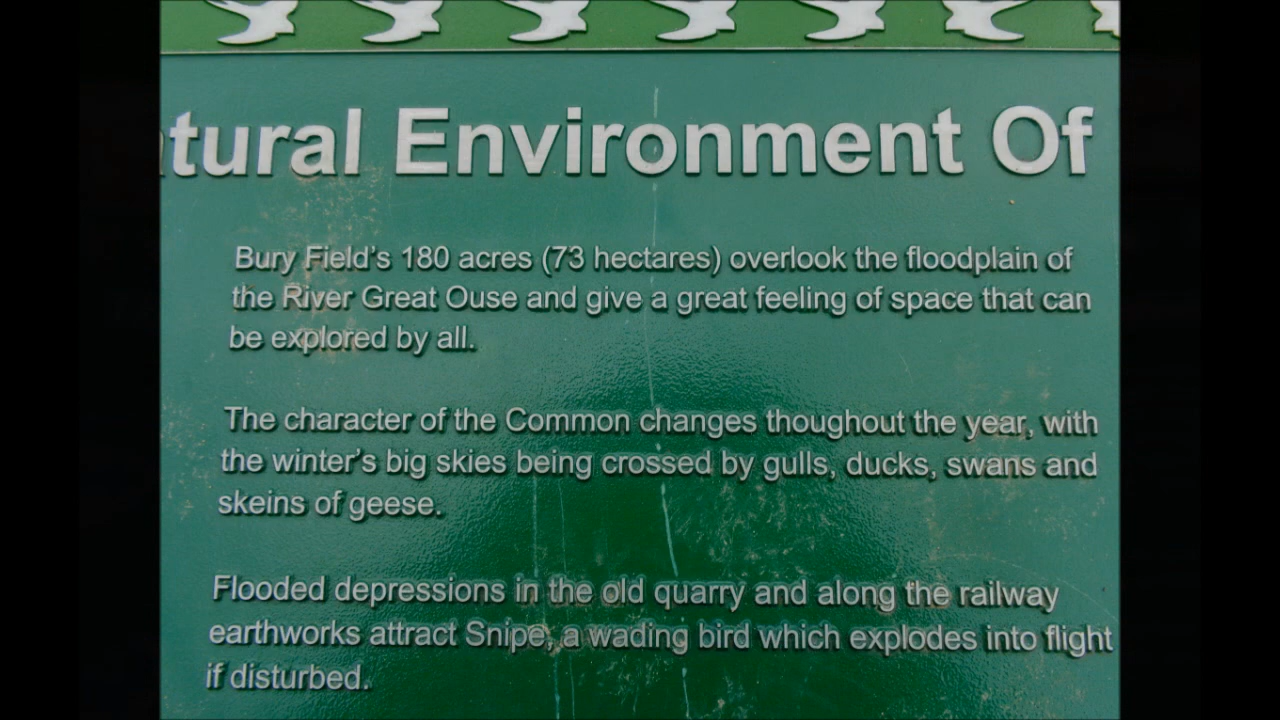 tural Environment Of
Bury Field's 180 acres (73 hectares) overlook the floodplain of
the River Great Ouse and give a great feeling of space that can
be explored by all.
The character of the Common changes thoughout the year, with
the winter's big skies being crossed by gulls, ducks, swans and
skeins of geese.
Flooded depressions in the old quarry and along the railway
earthworks attract Snipe, a wading bird which explodes into flight
if disturbed.